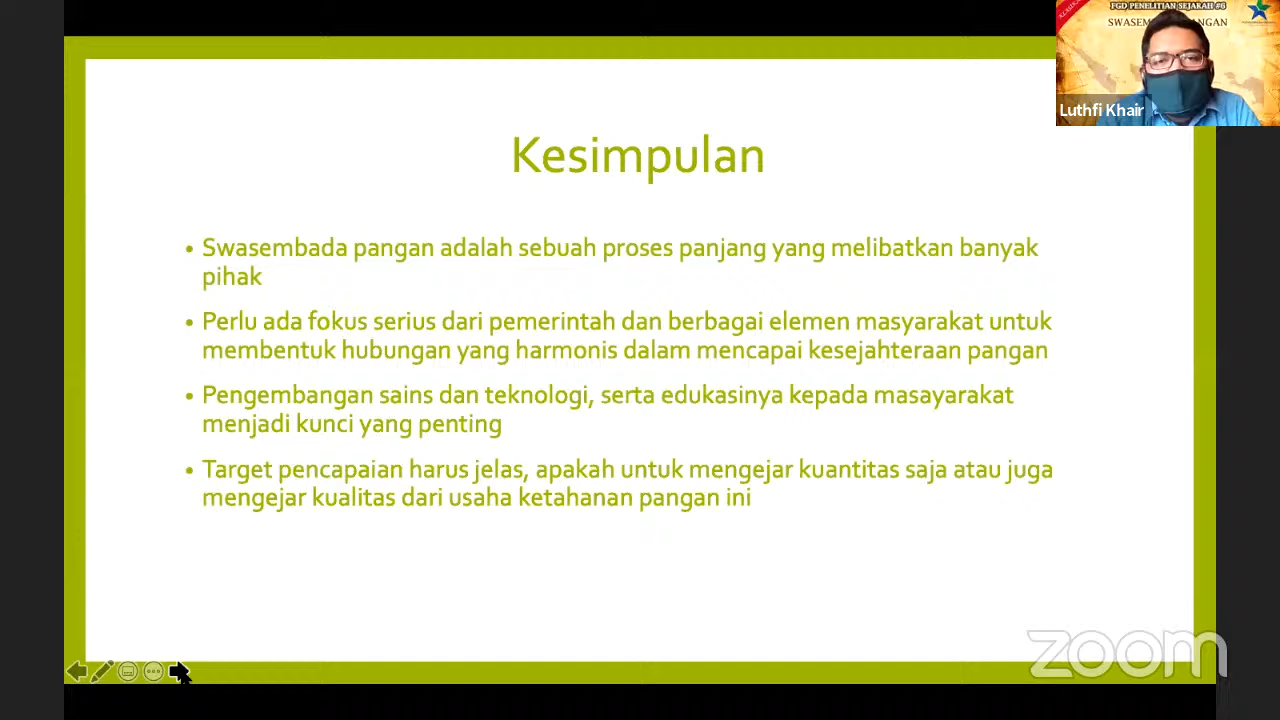 FGD PENELITIAN SEJARAH #6
Luthfi Khair
Kesimpulan
• Swasembada pangan adalah sebuah proses panjang yang melibatkan banyak
pihak
• Perlu ada fokus serius dari pemerintah dan berbagai elemen masyarakat untuk
membentuk hubungan yang harmonis dalam mencapai kesejahteraan pangan
• Pengembangan sains dan teknologi, serta edukasinya kepada masayarakat
menjadi kunci yang penting
• Target pencapaian harus jelas, apakah untuk mengejar kuantitas saja atau juga
mengejar kualitas dari usaha ketahanan pangan ini
zoom